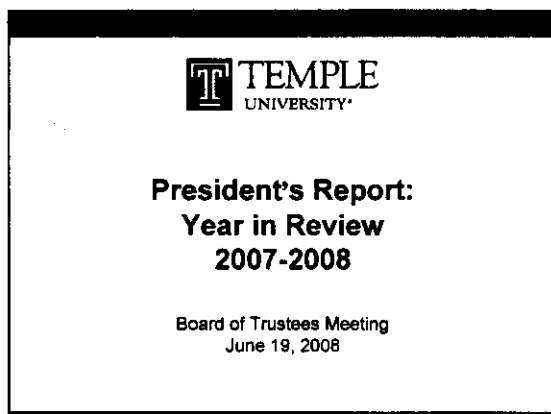 T TEMPLE
UNIVERSITY®
President's Report:
Year in Review
2007-2008
Board of Trustees Meeting
June 19, 2008